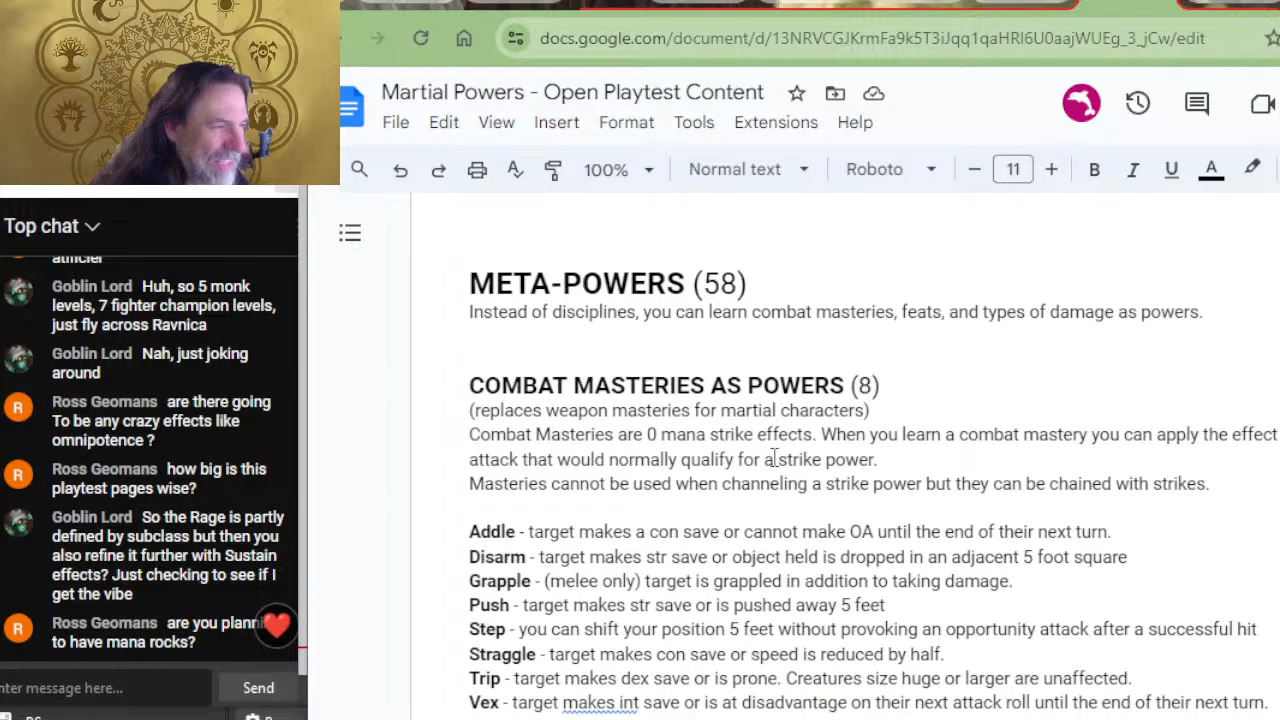 docs.google.com/document/d/13NRVCGJKrmFa9k5T3iJqq1qaHRl6U0aajWUEg_3_jCw/edit
Martial Powers - Open Playtest Content
File Edit View Insert Format Tools Extensions Help
100% Normal text Roboto 11 B I U A
Top chat
artificier
Goblin Lord Huh, so 5 monk
levels, 7 fighter champion levels,
just fly across Ravnica
Goblin Lord Nah, just joking
around
R Ross Geomans are there going
To be any crazy effects like
omnipotence ?
R Ross Geomans how big is this
playtest pages wise?
Goblin Lord So the Rage is partly
defined by subclass but then you
also refine it further with Sustain
effects? Just checking to see if I
get the vibe
R Ross Geomans are you
to have mana rocks?
nter message here...
Send
META-POWERS (58)
Instead of disciplines, you can learn combat masteries, feats, and types of damage as powers.
COMBAT MASTERIES AS POWERS (8)
(replaces weapon masteries for martial characters)
Combat Masteries are 0 mana strike effects. When you learn a combat mastery you can apply the effect
attack that would normally qualify for a strike power.
Masteries cannot be used when channeling a strike power but they can be chained with strikes.
Addle - target makes a con save or cannot make OA until the end of their next turn.
Disarm - target makes str save or object held is dropped in an adjacent 5 foot square
Grapple - (melee only) target is grappled in addition to taking damage.
Push - target makes str save or is pushed away 5 feet
Step - you can shift your position 5 feet without provoking an opportunity attack after a successful hit
Straggle - target makes con save or speed is reduced by half.
Trip - target makes dex save or is prone. Creatures size huge or larger are unaffected.
Vex - target makes int save or is at disadvantage on their next attack roll until the end of their next turn.